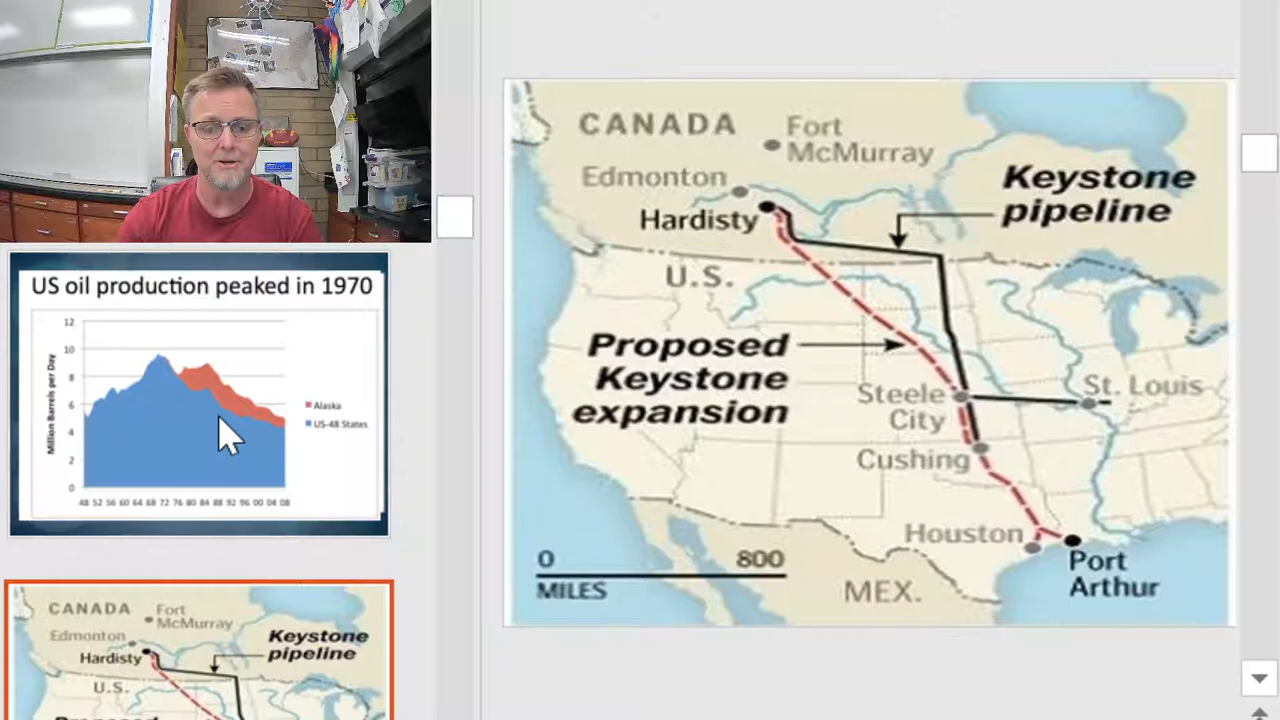 US oil production peaked in 1970
12
10
8
6
4
2
0
Million Barrels per Day
Alaska
US-48 States
48 52 56 60 64 68 72 76 80 84 88 92 96 00 04 08
CANADA
Fort
McMurray
Edmonton
Hardisty
Keystone
pipeline
U.S.
Proposed
Keystone
expansion
Steele
City
St. Louis
Cushing
Houston
Port
Arthur
0 800
MILES
MEX.
CANADA
Fort
McMurray
Edmonton
Hardisty
Keystone
pipeline
U.S.
Proposed